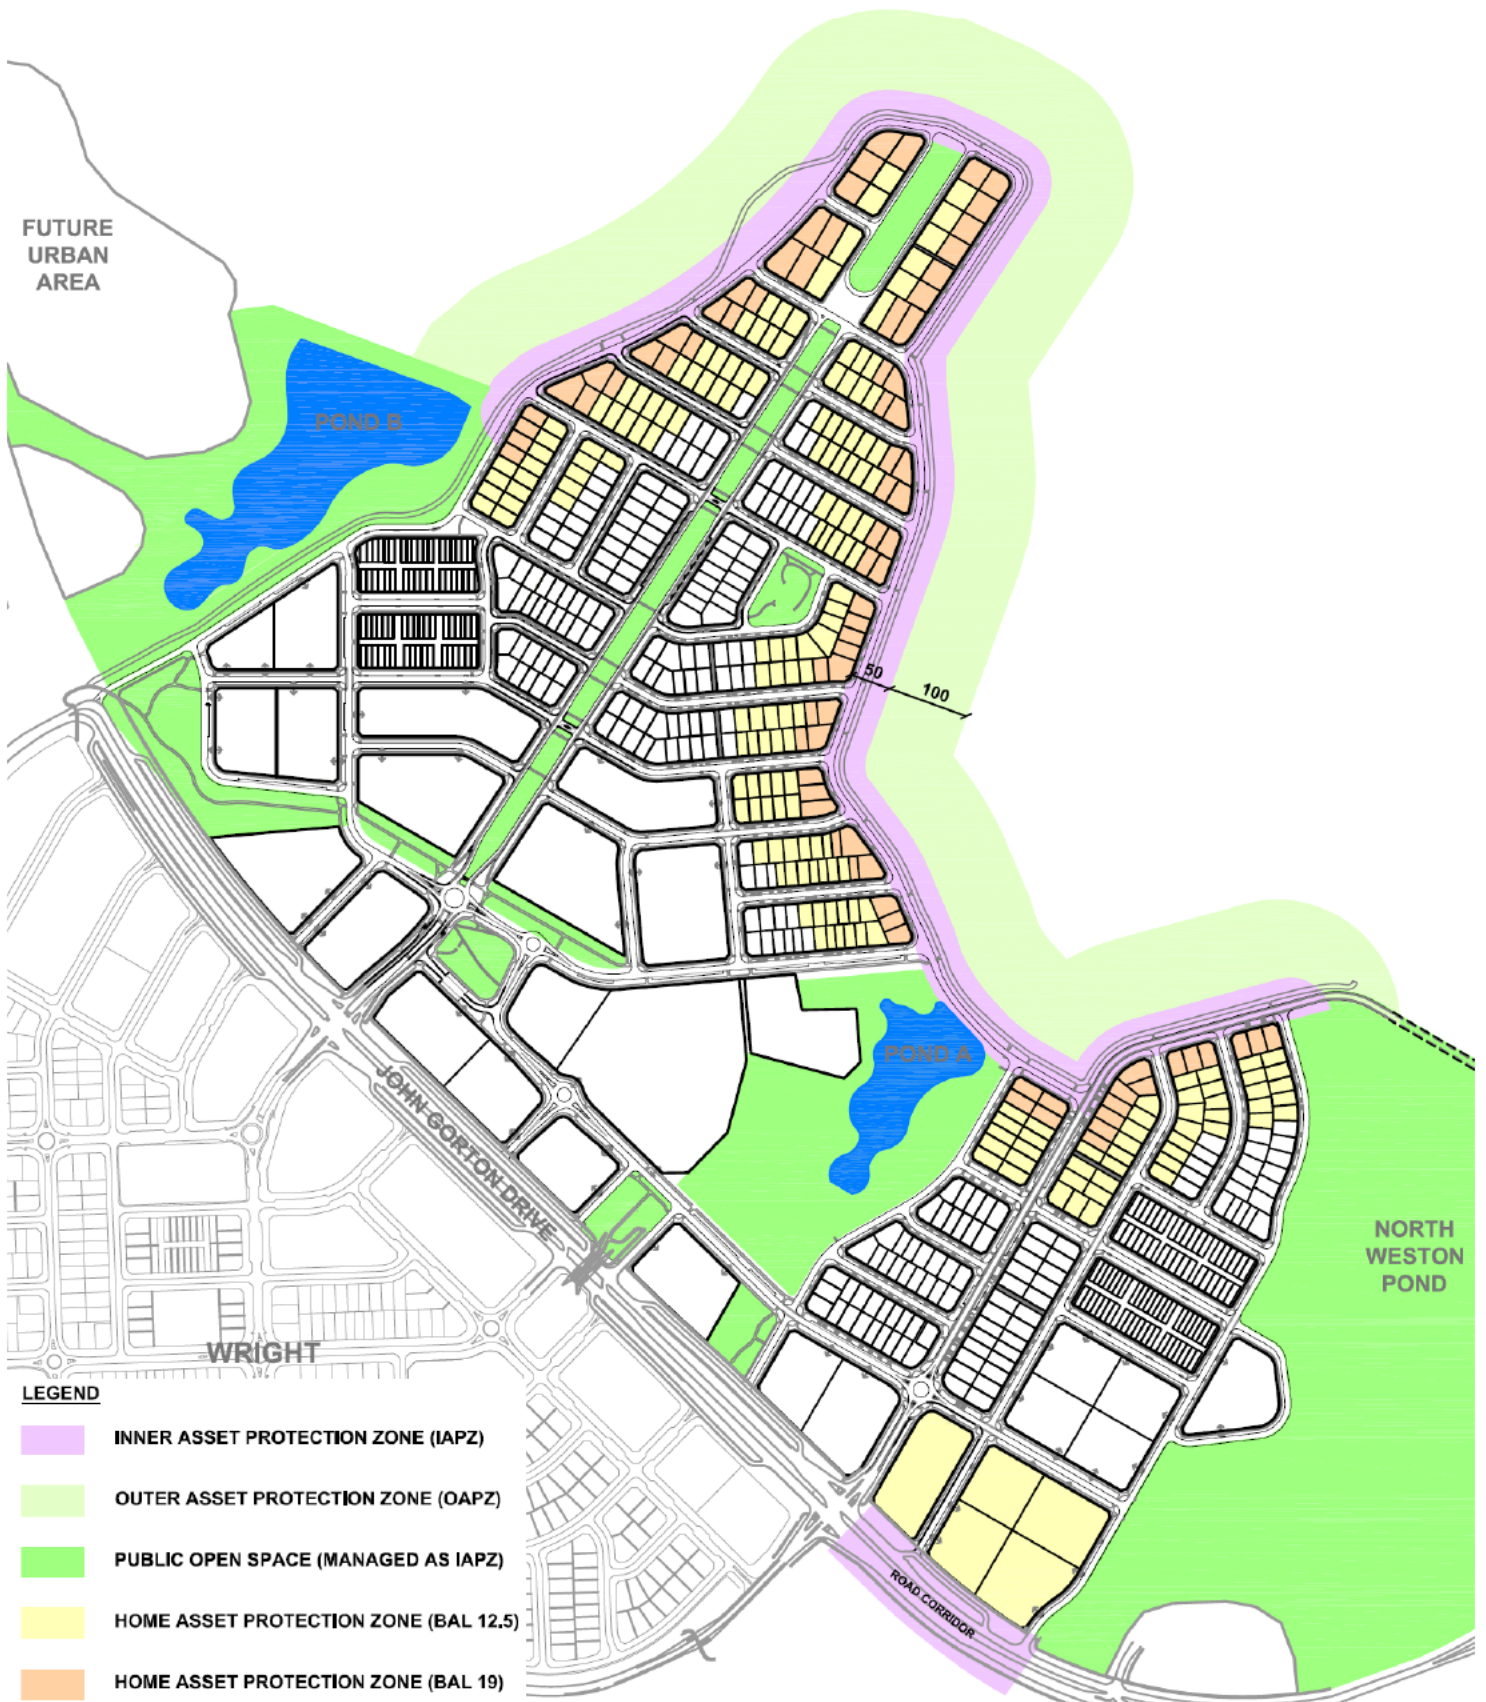 FUTURE
URBAN
AREA
POND B
50
100
POND A
JOHN GORTON DRIVE
NORTH
WESTON
POND
WRIGHT
ROAD CORRIDOR
LEGEND
INNER ASSET PROTECTION ZONE (IAPZ)
OUTER ASSET PROTECTION ZONE (OAPZ)
PUBLIC OPEN SPACE (MANAGED AS IAPZ)
HOME ASSET PROTECTION ZONE (BAL 12.5)
HOME ASSET PROTECTION ZONE (BAL 19)